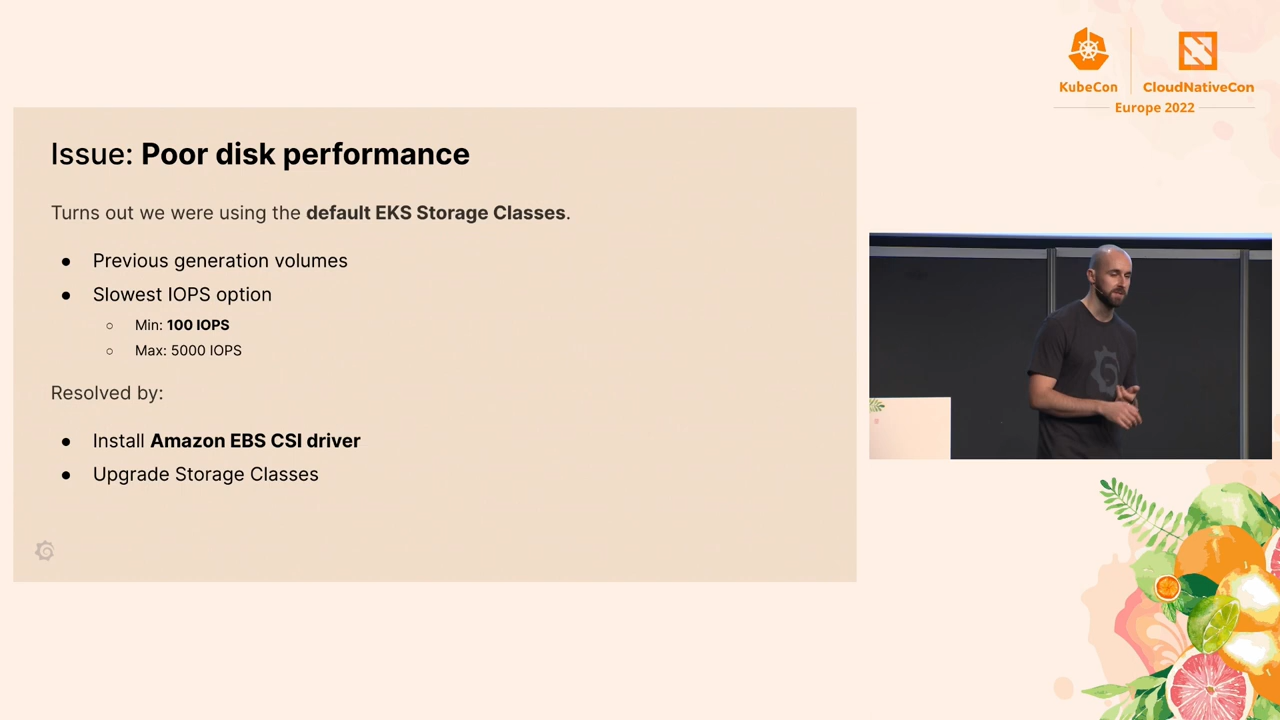 KubeCon
CloudNativeCon
Europe 2022
Issue: Poor disk performance
Turns out we were using the default EKS Storage Classes.
● Previous generation volumes
● Slowest IOPS option
○ Min: 100 IOPS
○ Max: 5000 IOPS
Resolved by:
● Install Amazon EBS CSI driver
● Upgrade Storage Classes